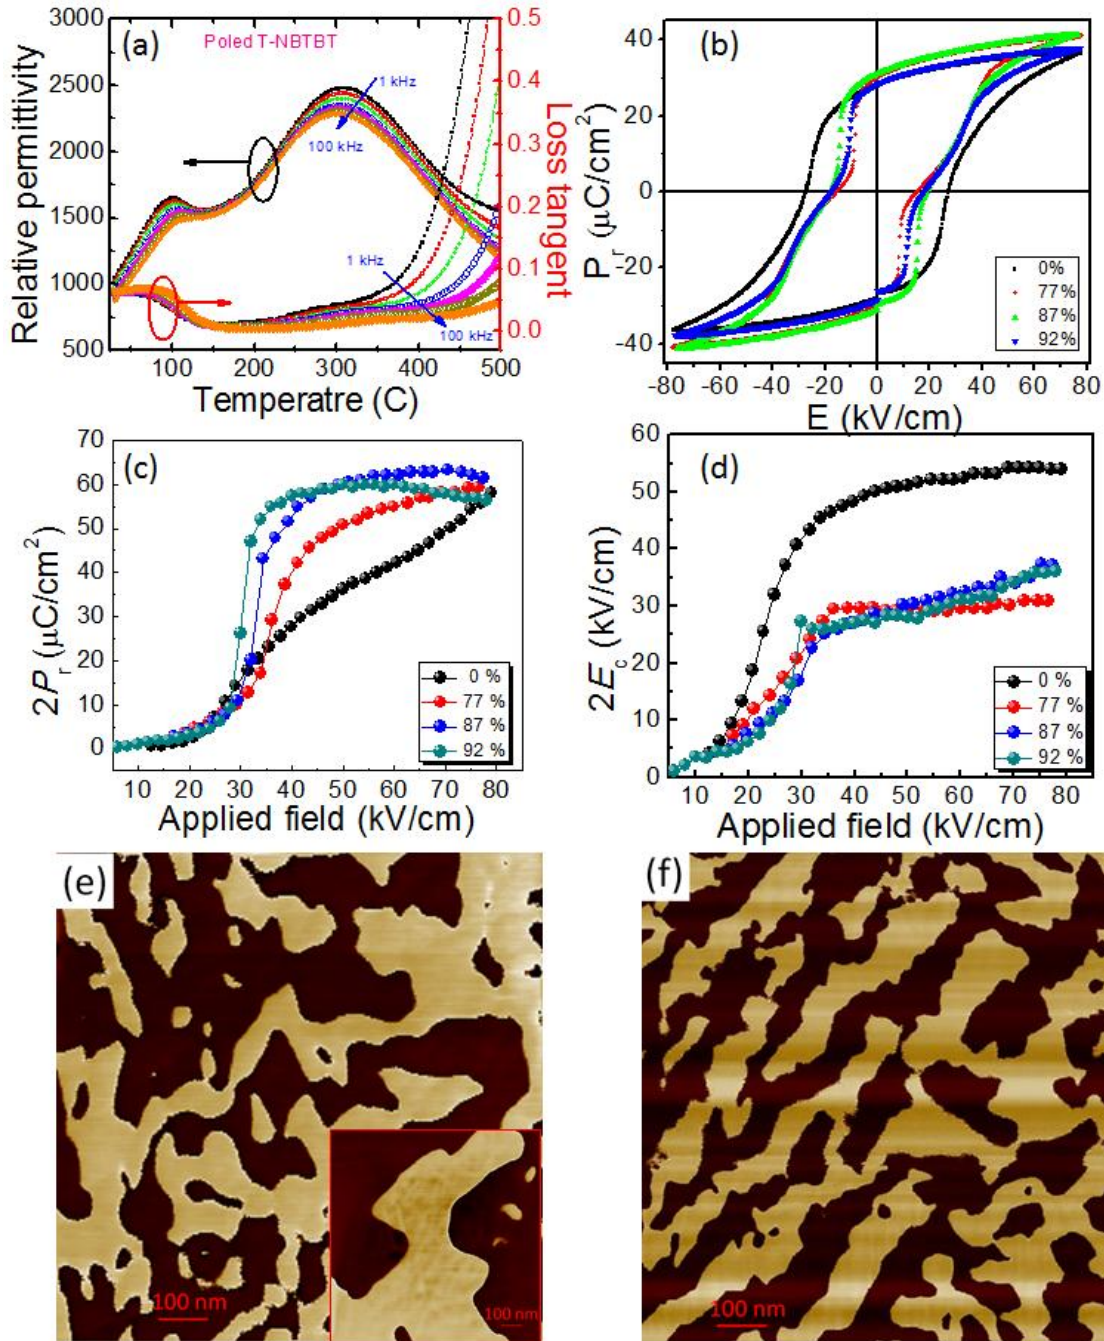 (a)
Poled T-NBTBT
1 kHz
100 kHz
1 kHz
100 kHz
3000
2500
2000
1500
1000
500
Relative permittivity
0.5
0.4
0.3
0.2
0.1
0.0
Loss tangent
100 200 300 400 500
Temperatre (C)
(b)
40
20
0
-20
-40
P_r (μC/cm²)
0%
77%
87%
92%
-80 -60 -40 -20 0 20 40 60 80
E (kV/cm)
(c)
70
60
50
40
30
20
10
0
2P_r (μC/cm²)
0 %
77 %
87 %
92 %
10 20 30 40 50 60 70 80
Applied field (kV/cm)
(d)
60
50
40
30
20
10
0
2E_c (kV/cm)
0 %
77 %
87 %
92 %
10 20 30 40 50 60 70 80
Applied field (kV/cm)
(e)
100 nm
100 nm
(f)
100 nm